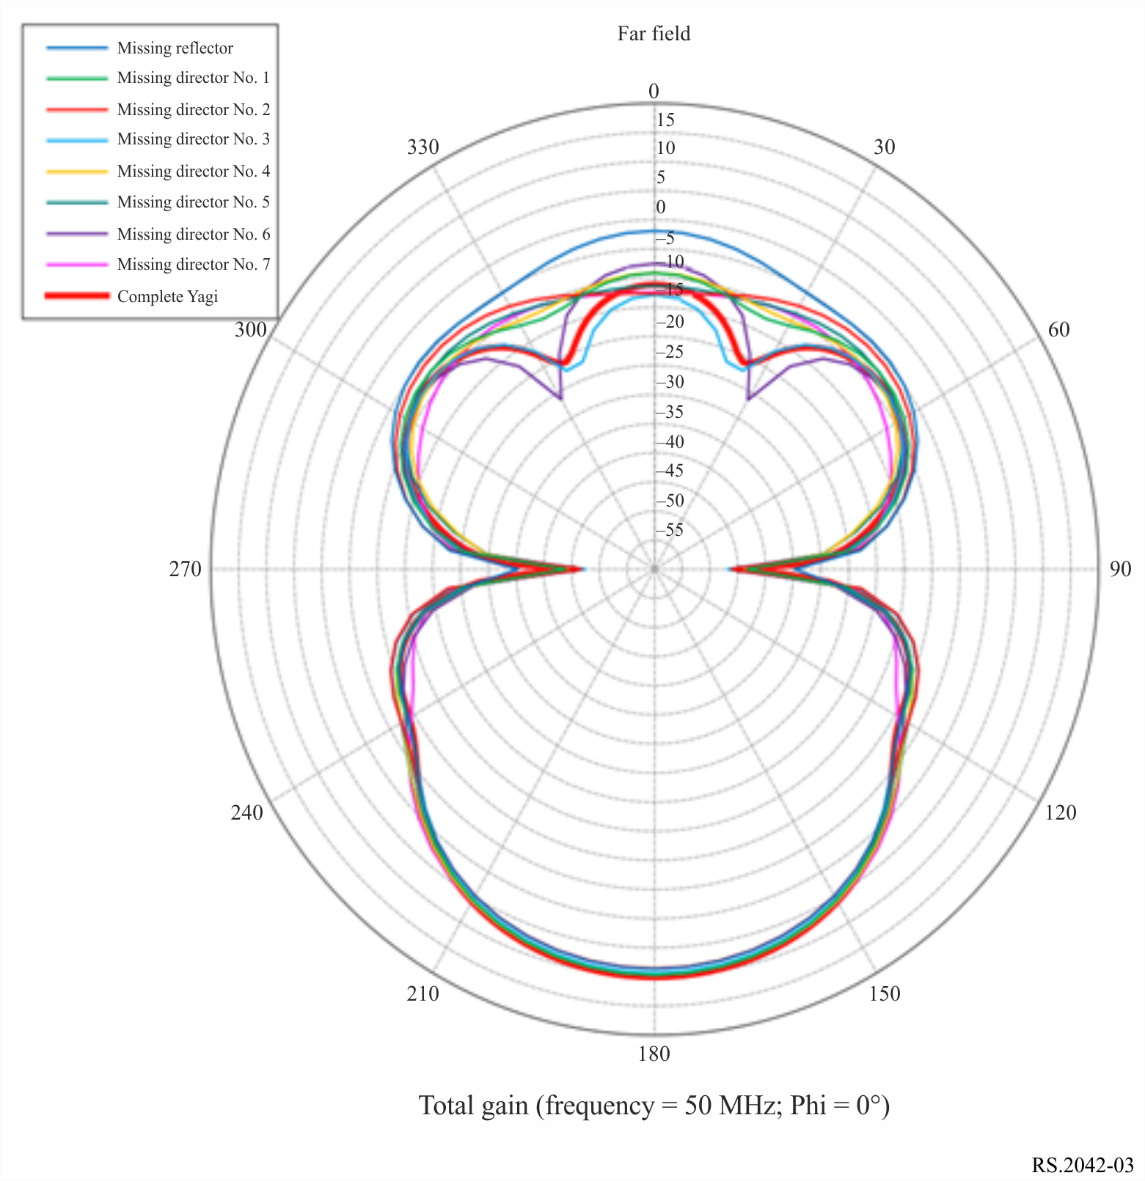 Far field
Missing reflector
Missing director No. 1
Missing director No. 2
Missing director No. 3
Missing director No. 4
Missing director No. 5
Missing director No. 6
Missing director No. 7
Complete Yagi
0
30
60
90
120
150
180
210
240
270
300
330
15
10
5
0
–5
–10
–15
–20
–25
–30
–35
–40
–45
–50
–55
Total gain (frequency = 50 MHz; Phi = 0°)
RS.2042-03